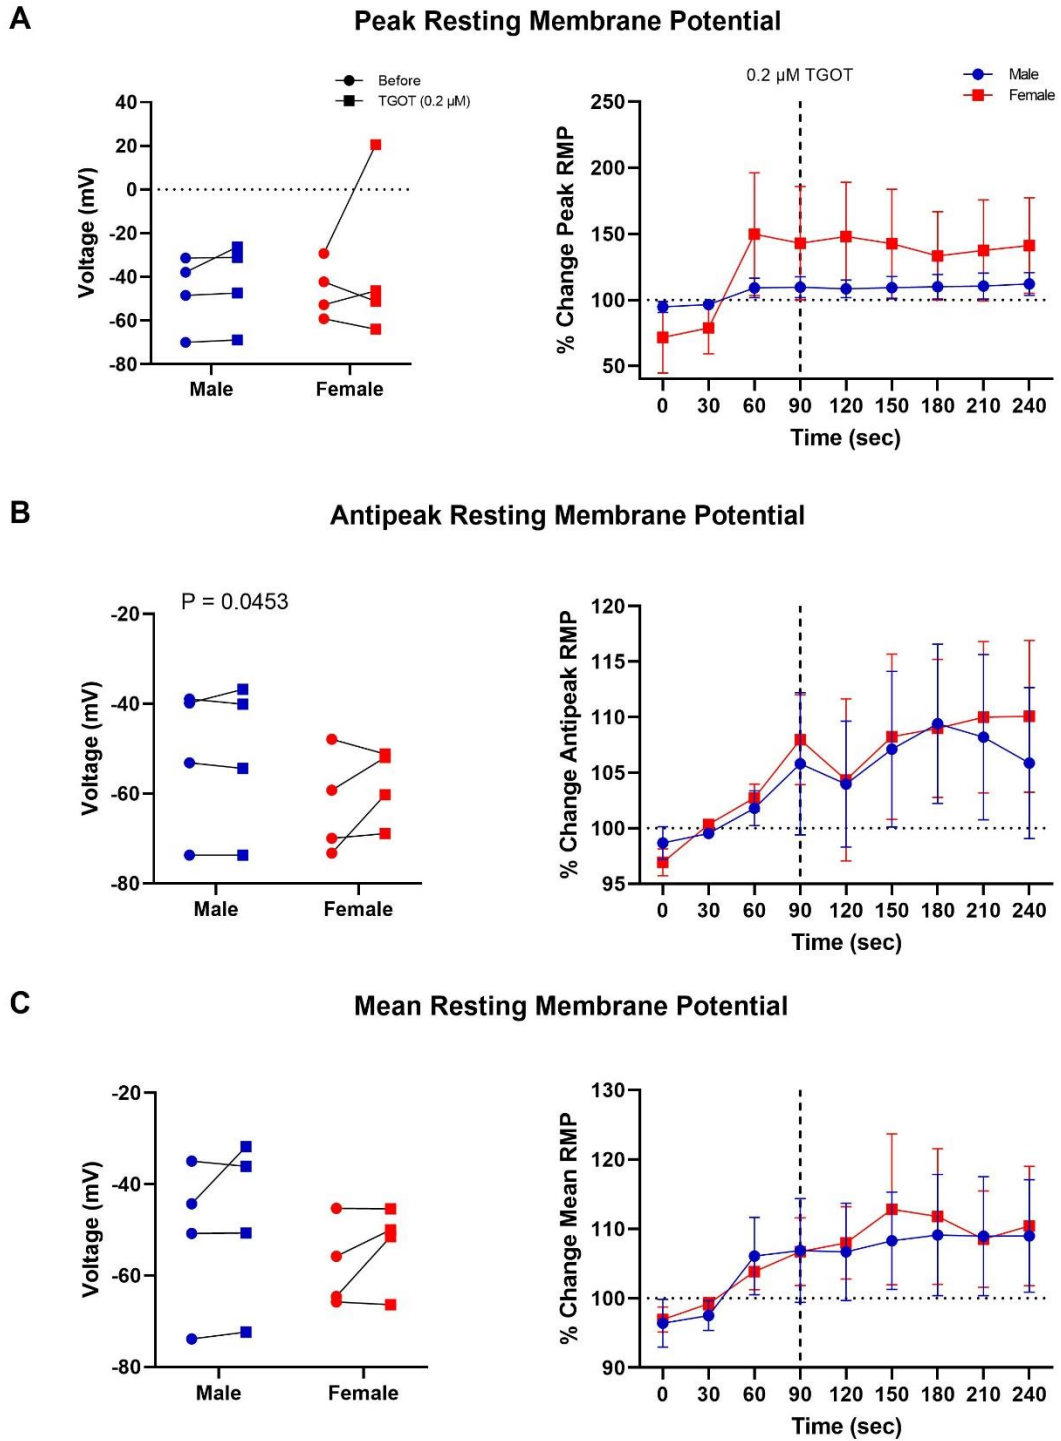 A
Peak Resting Membrane Potential
Before
TGOT (0.2 µM)
40
20
0
-20
-40
-60
-80
Voltage (mV)
Male
Female
0.2 µM TGOT
Male
Female
250
200
150
100
50
% Change Peak RMP
0 30 60 90 120 150 180 210 240
Time (sec)
B
Antipeak Resting Membrane Potential
P = 0.0453
-20
-40
-60
-80
Voltage (mV)
Male
Female
120
115
110
105
100
95
% Change Antipeak RMP
0 30 60 90 120 150 180 210 240
Time (sec)
C
Mean Resting Membrane Potential
-20
-40
-60
-80
Voltage (mV)
Male
Female
130
120
110
100
90
% Change Mean RMP
0 30 60 90 120 150 180 210 240
Time (sec)